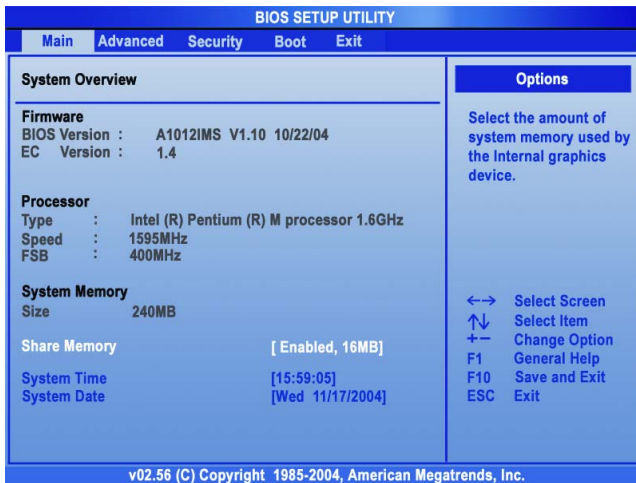 BIOS SETUP UTILITY
Main Advanced Security Boot Exit
System Overview
Firmware
BIOS Version : A1012IMS V1.10 10/22/04
EC Version : 1.4
Processor
Type : Intel (R) Pentium (R) M processor 1.6GHz
Speed : 1595MHz
FSB : 400MHz
System Memory
Size 240MB
Share Memory [ Enabled, 16MB]
System Time [15:59:05]
System Date [Wed 11/17/2004]
Options
Select the amount of
system memory used by
the Internal graphics
device.
←→ Select Screen
↑↓ Select Item
+− Change Option
F1 General Help
F10 Save and Exit
ESC Exit
v02.56 (C) Copyright 1985-2004, American Megatrends, Inc.